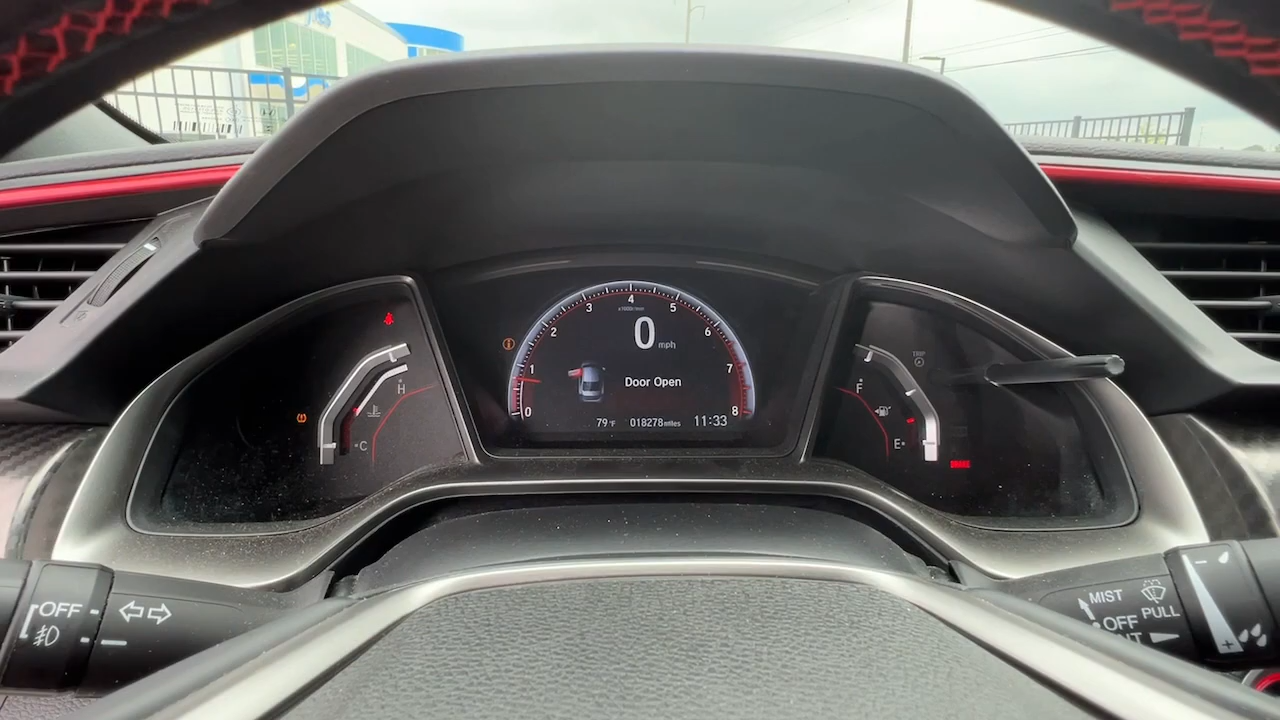 4
3 5
x1000r/min
2 0 mph 6
1 7
Door Open
0 8
79°F 018278miles 11:33
H
C
TRIP
F
E
BRAKE
OFF
MIST
OFF
PULL